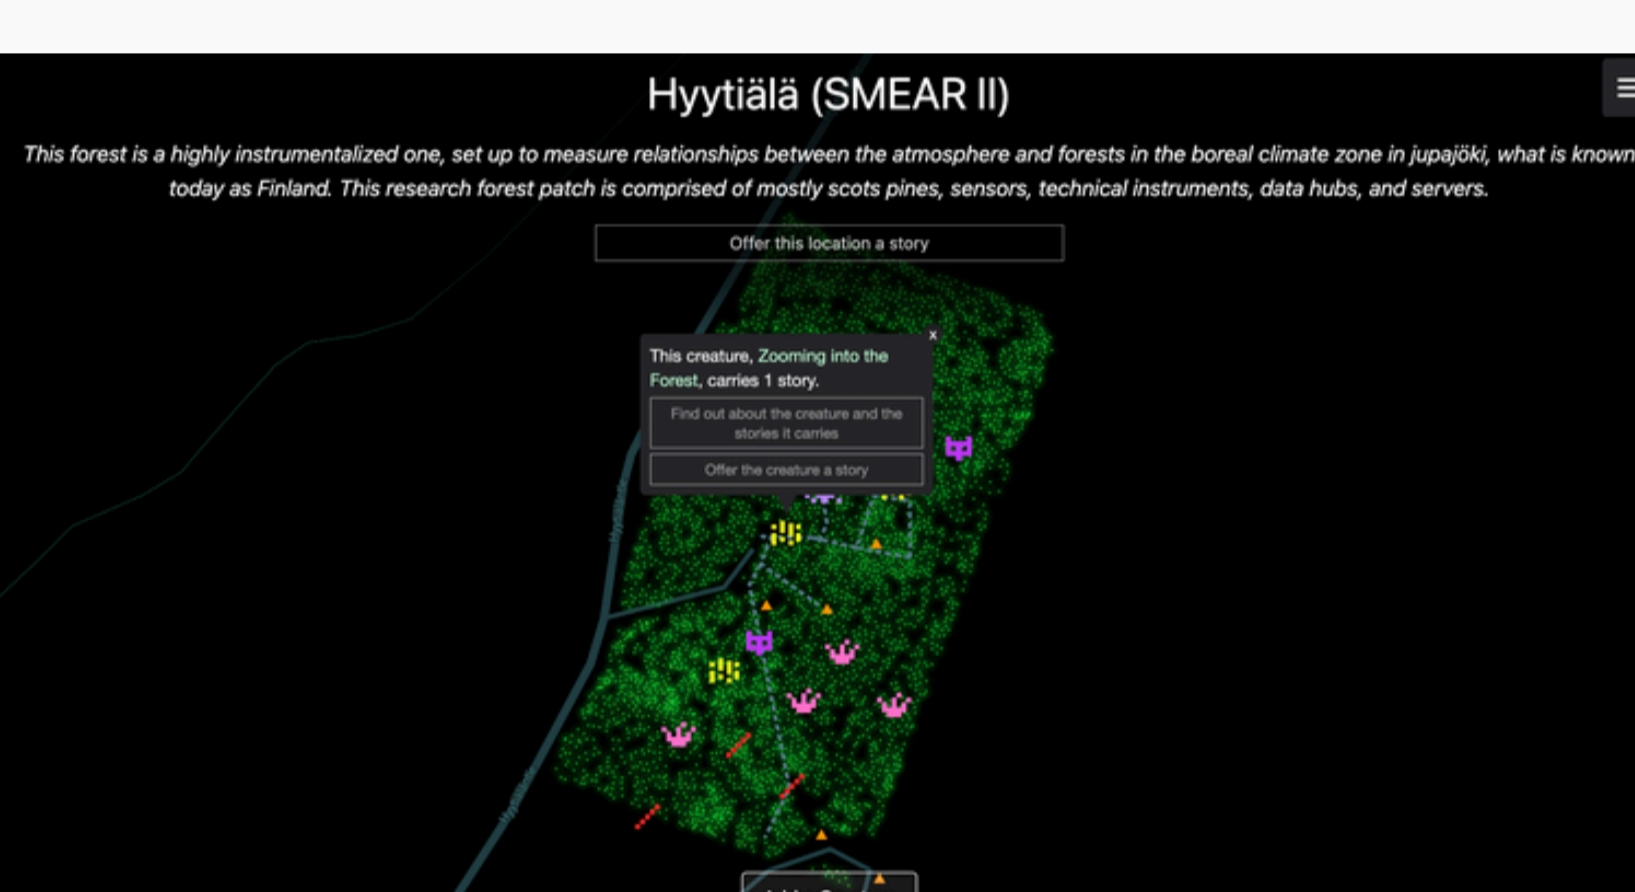 Hyytiälä (SMEAR II)
This forest is a highly instrumentalized one, set up to measure relationships between the atmosphere and forests in the boreal climate zone in jupajöki, what is known
today as Finland. This research forest patch is comprised of mostly scots pines, sensors, technical instruments, data hubs, and servers.
Offer this location a story
x
This creature, Zooming into the
Forest, carries 1 story.
Find out about the creature and the
stories it carries
Offer the creature a story